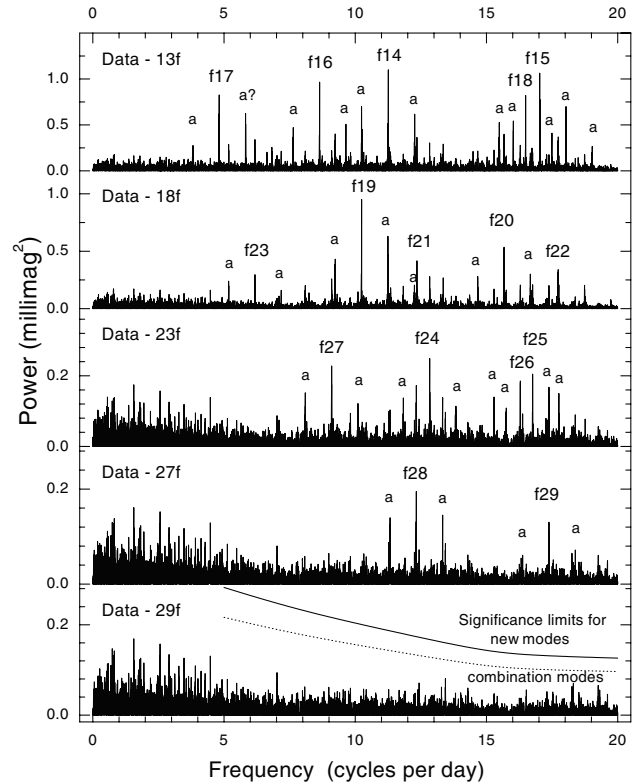 0 5 10 15 20
Data - 13f
f14
f16
f15
f17
f18
1.0
a?
a
a
a
a
a
a
a
a
a
a
0.5
0.0
Data - 18f
f19
1.0
f20
f21
f23
f22
a
a
a
a
a
a
a
0.5
0.0
Data - 23f
f24
f25
f27
f26
a
a
a
a
a
a
a
a
0.2
0.0
Data - 27f
f28
f29
a
a
a
a
0.2
0.0
Data - 29f
Significance limits for
new modes
combination modes
0.2
0.0
0 5 10 15 20
Frequency (cycles per day)
Power (millimag²)